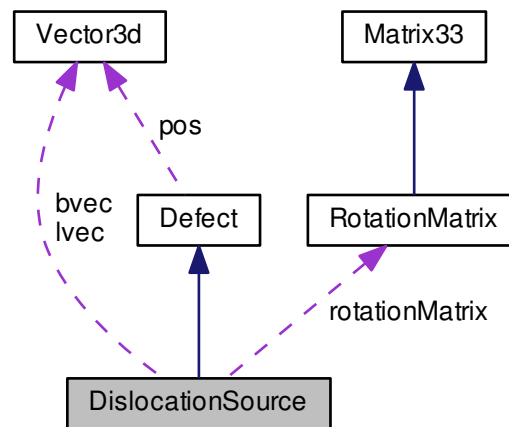 Vector3d
Matrix33
pos
bvec
lvec
Defect
RotationMatrix
rotationMatrix
DislocationSource